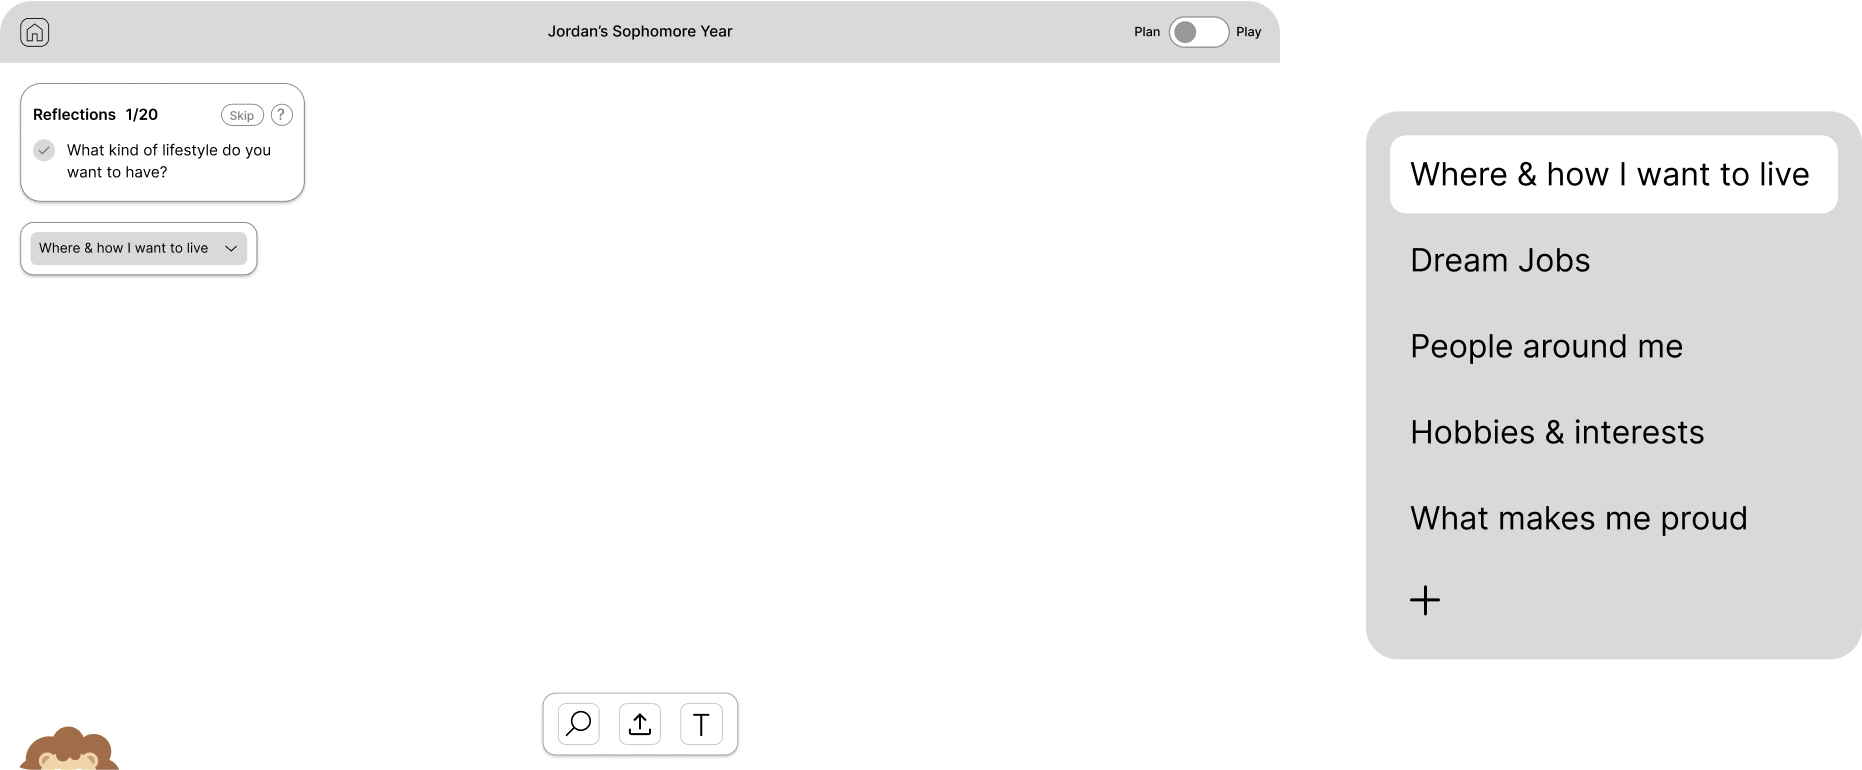 Jordan’s Sophomore Year
Plan
Play
Reflections 1/20
Skip
?
What kind of lifestyle do you
want to have?
Where & how I want to live
T
Where & how I want to live
Dream Jobs
People around me
Hobbies & interests
What makes me proud
+